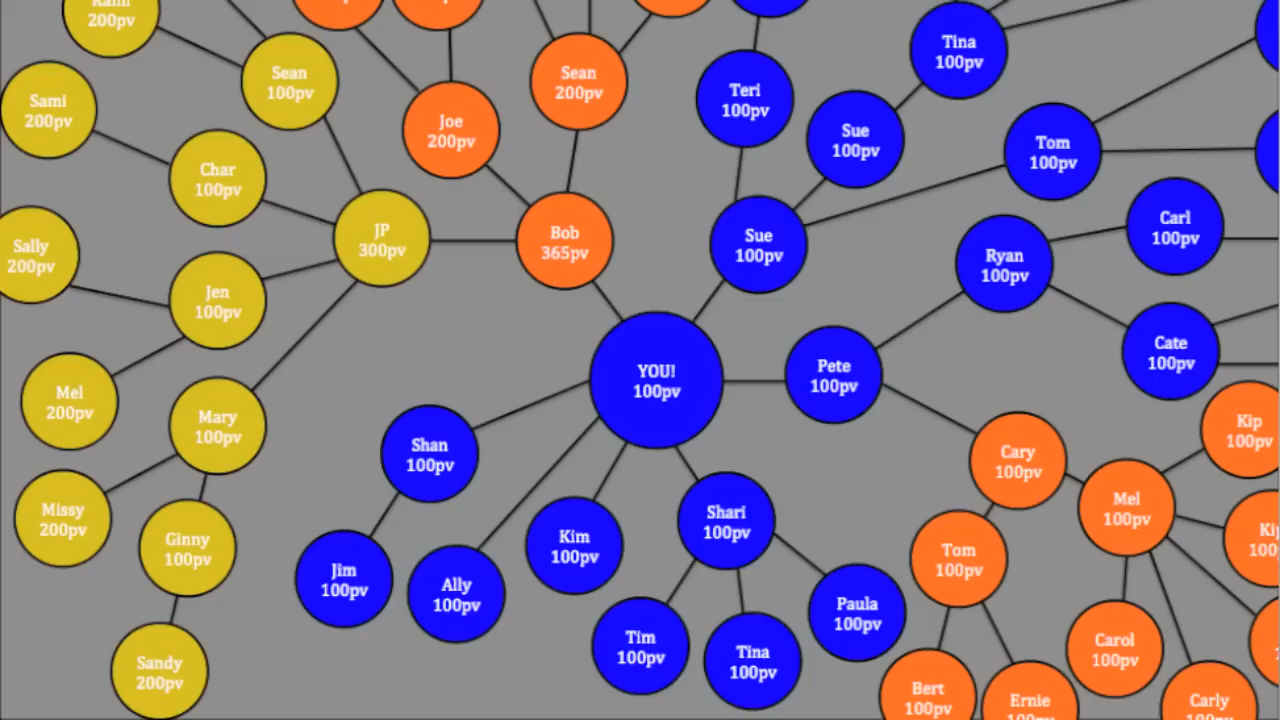 Rami
200pv
Sean
100pv
Sami
200pv
Joe
200pv
Sean
200pv
Teri
100pv
Tina
100pv
Sue
100pv
Tom
100pv
Char
100pv
JP
300pv
Bob
365pv
Sue
100pv
Carl
100pv
Ryan
100pv
Sally
200pv
Jen
100pv
YOU!
100pv
Pete
100pv
Cate
100pv
Mel
200pv
Mary
100pv
Shan
100pv
Cary
100pv
Kip
100pv
Missy
200pv
Ginny
100pv
Kim
100pv
Shari
100pv
Mel
100pv
Jim
100pv
Ally
100pv
Tom
100pv
100
Paula
100pv
Sandy
200pv
Tim
100pv
Tina
100pv
Carol
100pv
Bert
100pv
Ernie
Carly
100pv